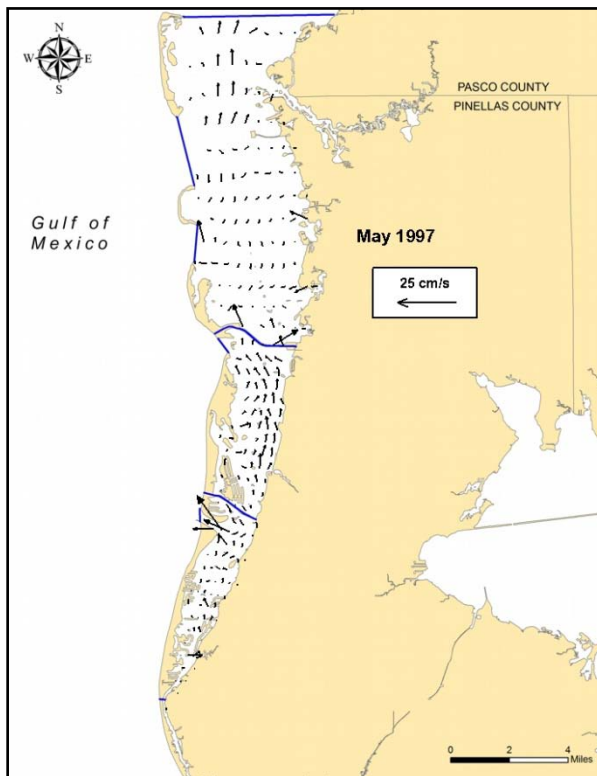 N
W E
S
PASCO COUNTY
PINELLAS COUNTY
Gulf of
Mexico
May 1997
25 cm/s
0 2 4
Miles